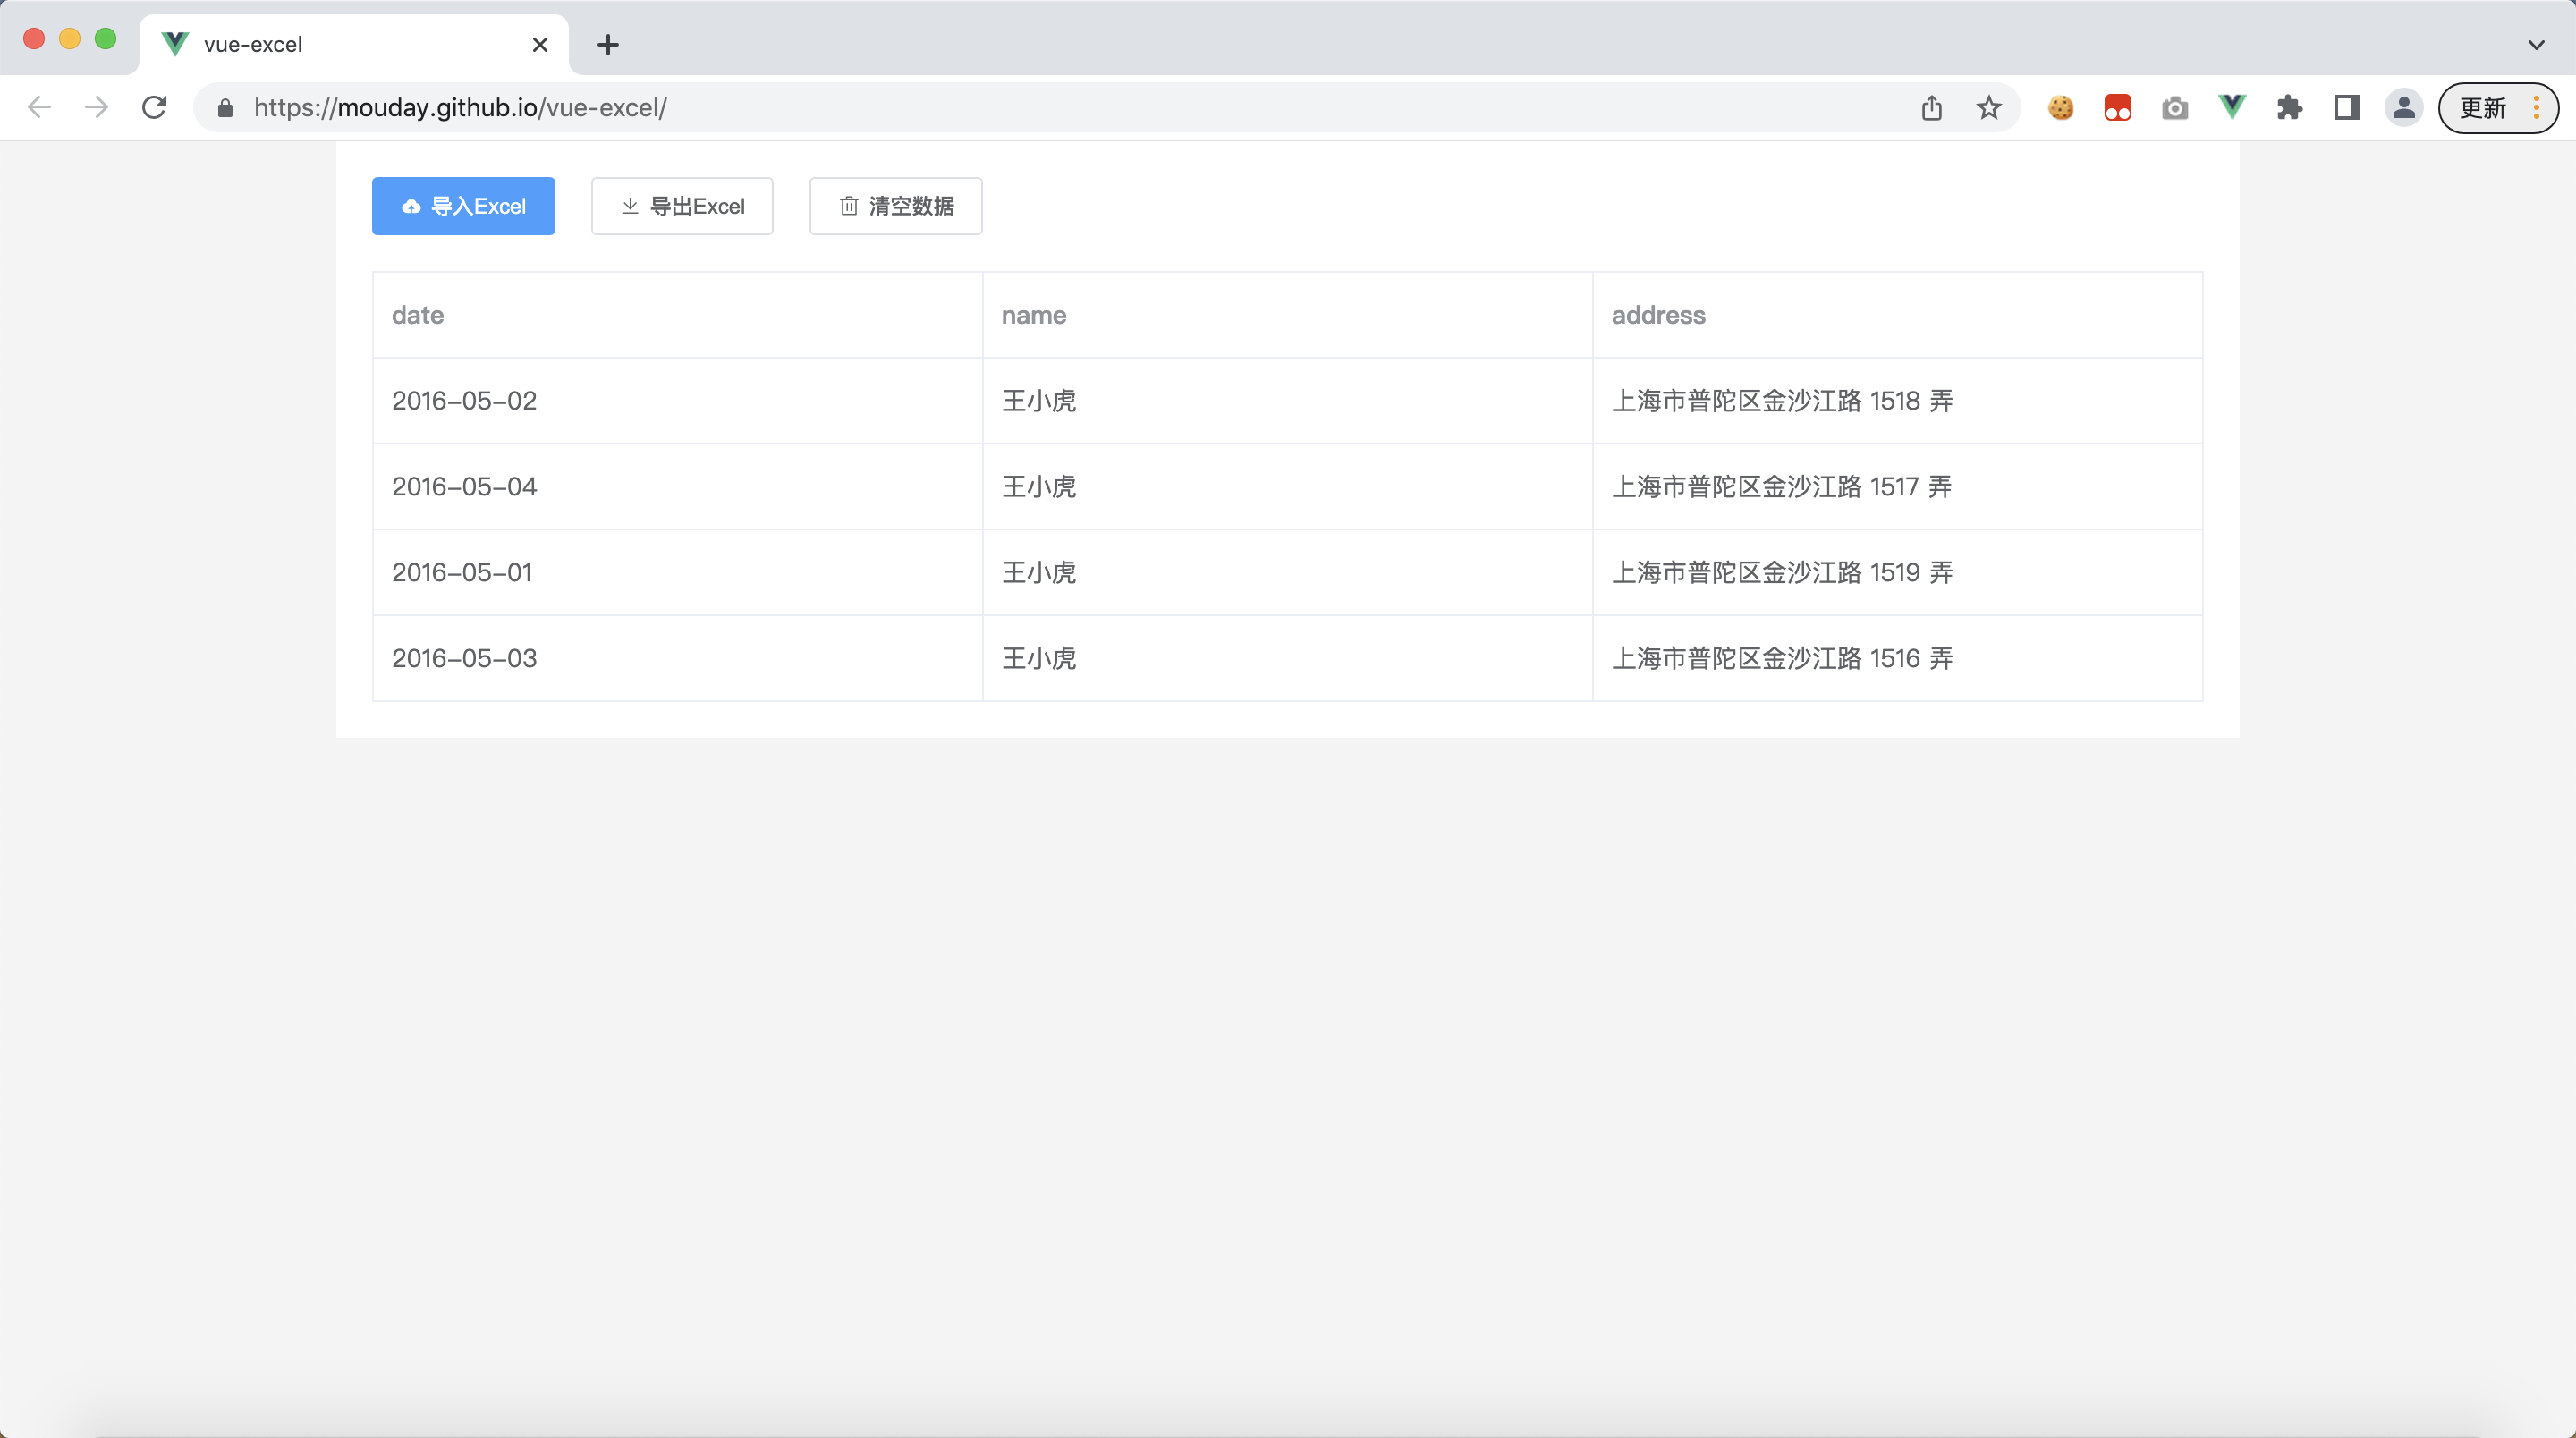 vue-excel
https://mouday.github.io/vue-excel/
更新
导入Excel 导出Excel 清空数据
date name address
2016-05-02 王小虎 上海市普陀区金沙江路 1518 弄
2016-05-04 王小虎 上海市普陀区金沙江路 1517 弄
2016-05-01 王小虎 上海市普陀区金沙江路 1519 弄
2016-05-03 王小虎 上海市普陀区金沙江路 1516 弄